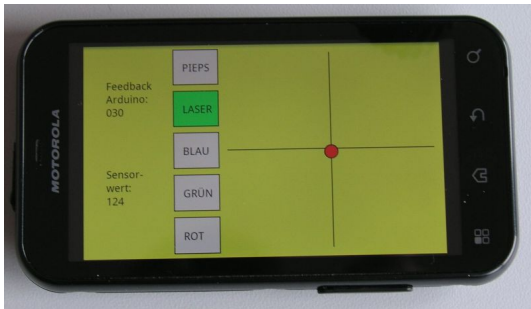 MOTOROLA
Feedback
Arduino:
030
Sensor-
wert:
124
PIEPS
LASER
BLAU
GRÜN
ROT